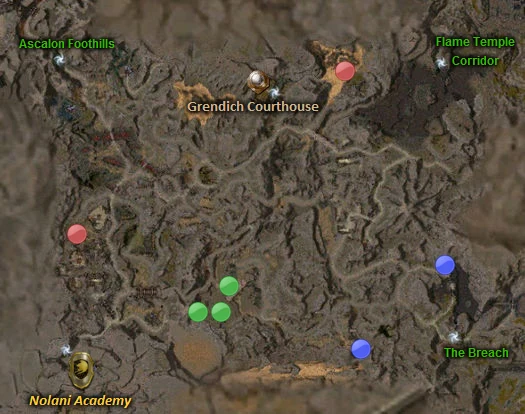 Ascalon Foothills
Flame Temple
Corridor
Grendich Courthouse
The Breach
Nolani Academy